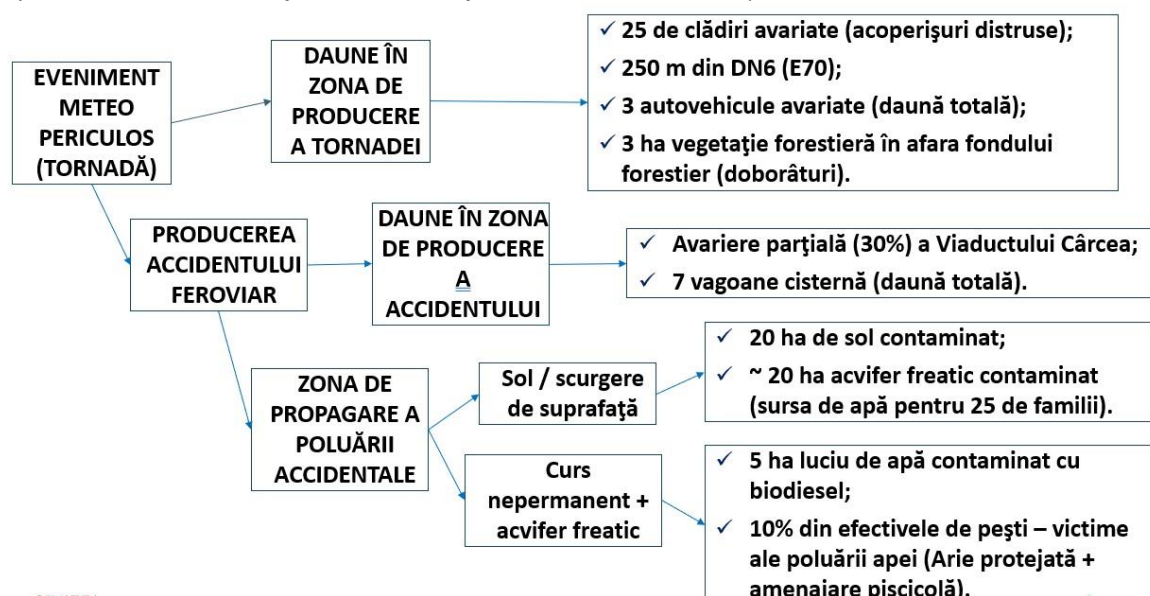 EVENIMENT
METEO
PERICULOS
(TORNADĂ)
DAUNE ÎN
ZONA DE
PRODUCERE
A TORNADEI
✓ 25 de clădiri avariate (acoperişuri distruse);
✓ 250 m din DN6 (E70);
✓ 3 autovehicule avariate (daună totală);
✓ 3 ha vegetaţie forestieră în afara fondului
forestier (doborâturi).
PRODUCEREA
ACCIDENTULUI
FEROVIAR
DAUNE ÎN ZONA
DE PRODUCERE
A
ACCIDENTULUI
✓ Avariere parţială (30%) a Viaductului Cârcea;
✓ 7 vagoane cisternă (daună totală).
ZONA DE
PROPAGARE A
POLUĂRII
ACCIDENTALE
Sol / scurgere
de suprafaţă
✓ 20 ha de sol contaminat;
✓ ~ 20 ha acvifer freatic contaminat
(sursa de apă pentru 25 de familii).
Curs
nepermanent +
acvifer freatic
✓ 5 ha luciu de apă contaminat cu
biodiesel;
✓ 10% din efectivele de peşti – victime
ale poluării apei (Arie protejată +
amenajare piscicolă).